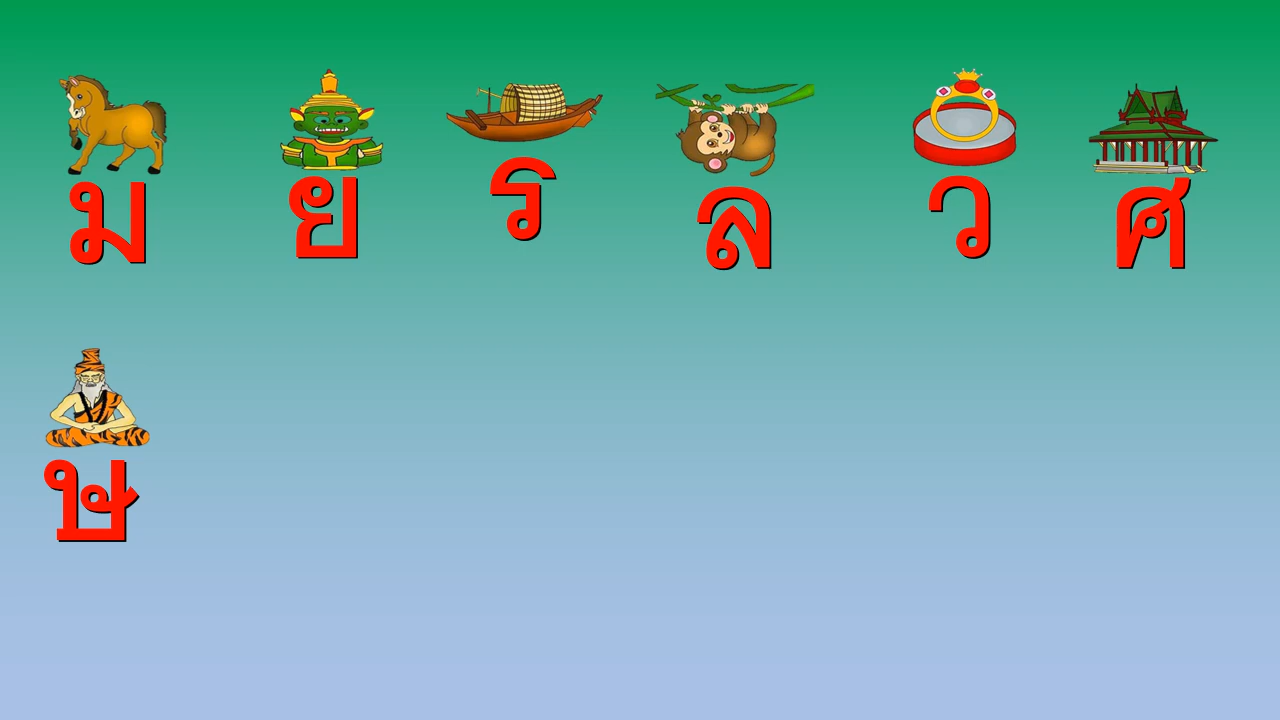 ม ย ร ล ว ศ
ษ